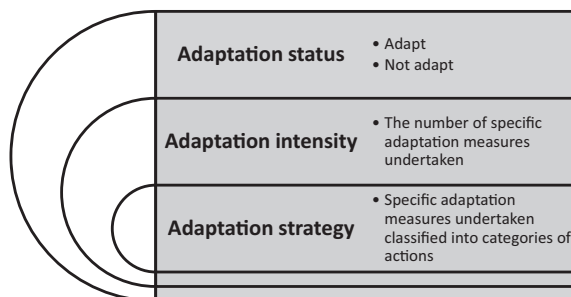 Adaptation status
• Adapt
• Not adapt
Adaptation intensity
• The number of specific
adaptation measures
undertaken
Adaptation strategy
• Specific adaptation
measures undertaken
classified into categories of
actions